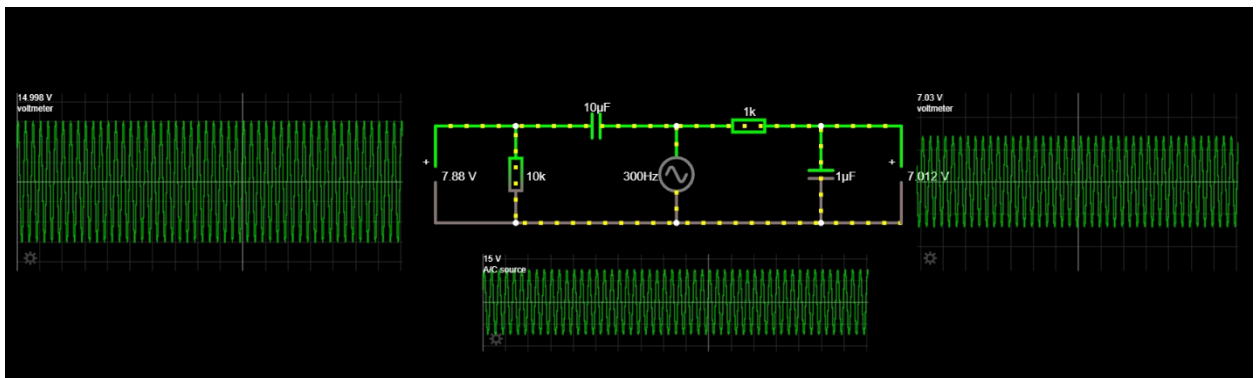 14.998 V
voltmeter
10µF
1k
7.03 V
voltmeter
+
7.88 V
10k
300Hz
1µF
+
7.012 V
15 V
A/C source